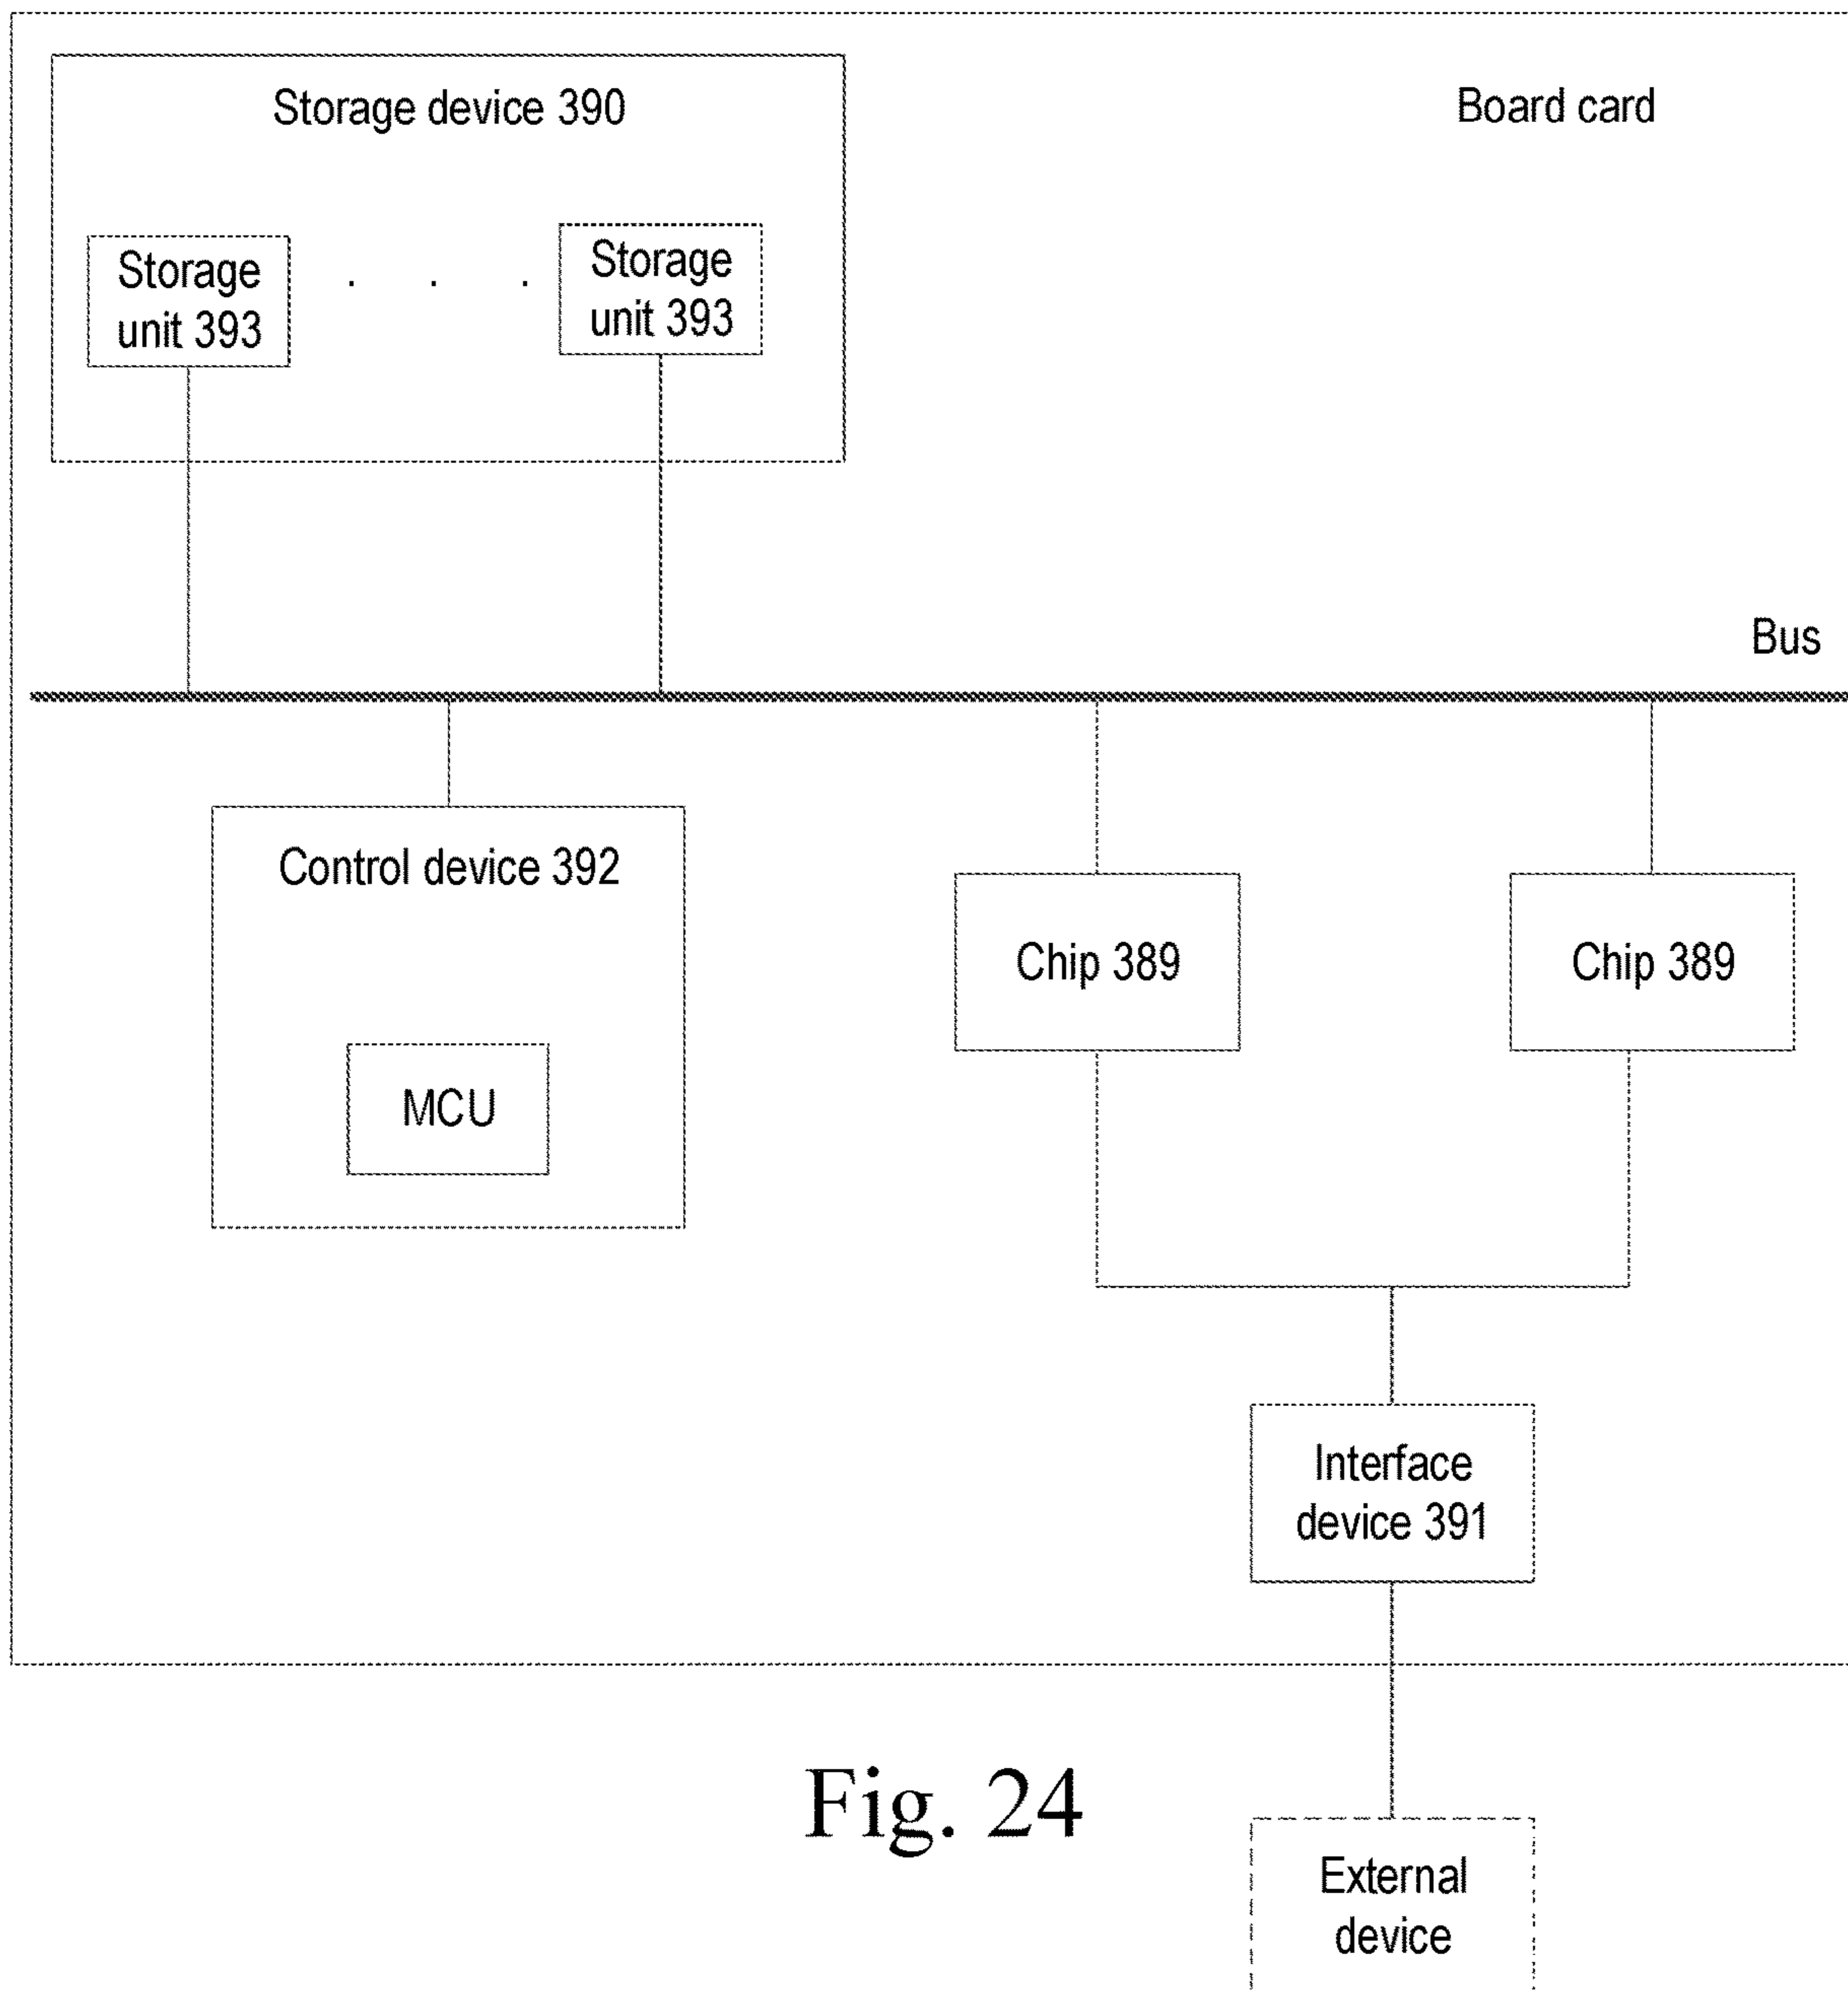 Storage device 390
Board card
Storage
unit 393
. . .
Storage
unit 393
Bus
Control device 392
MCU
Chip 389
Chip 389
Interface
device 391
Fig. 24
External
device